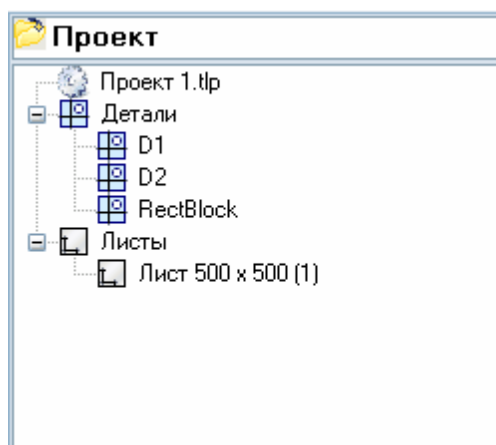 Проект
Проект 1.tlp
Детали
D1
D2
RectBlock
Листы
Лист 500 x 500 (1)